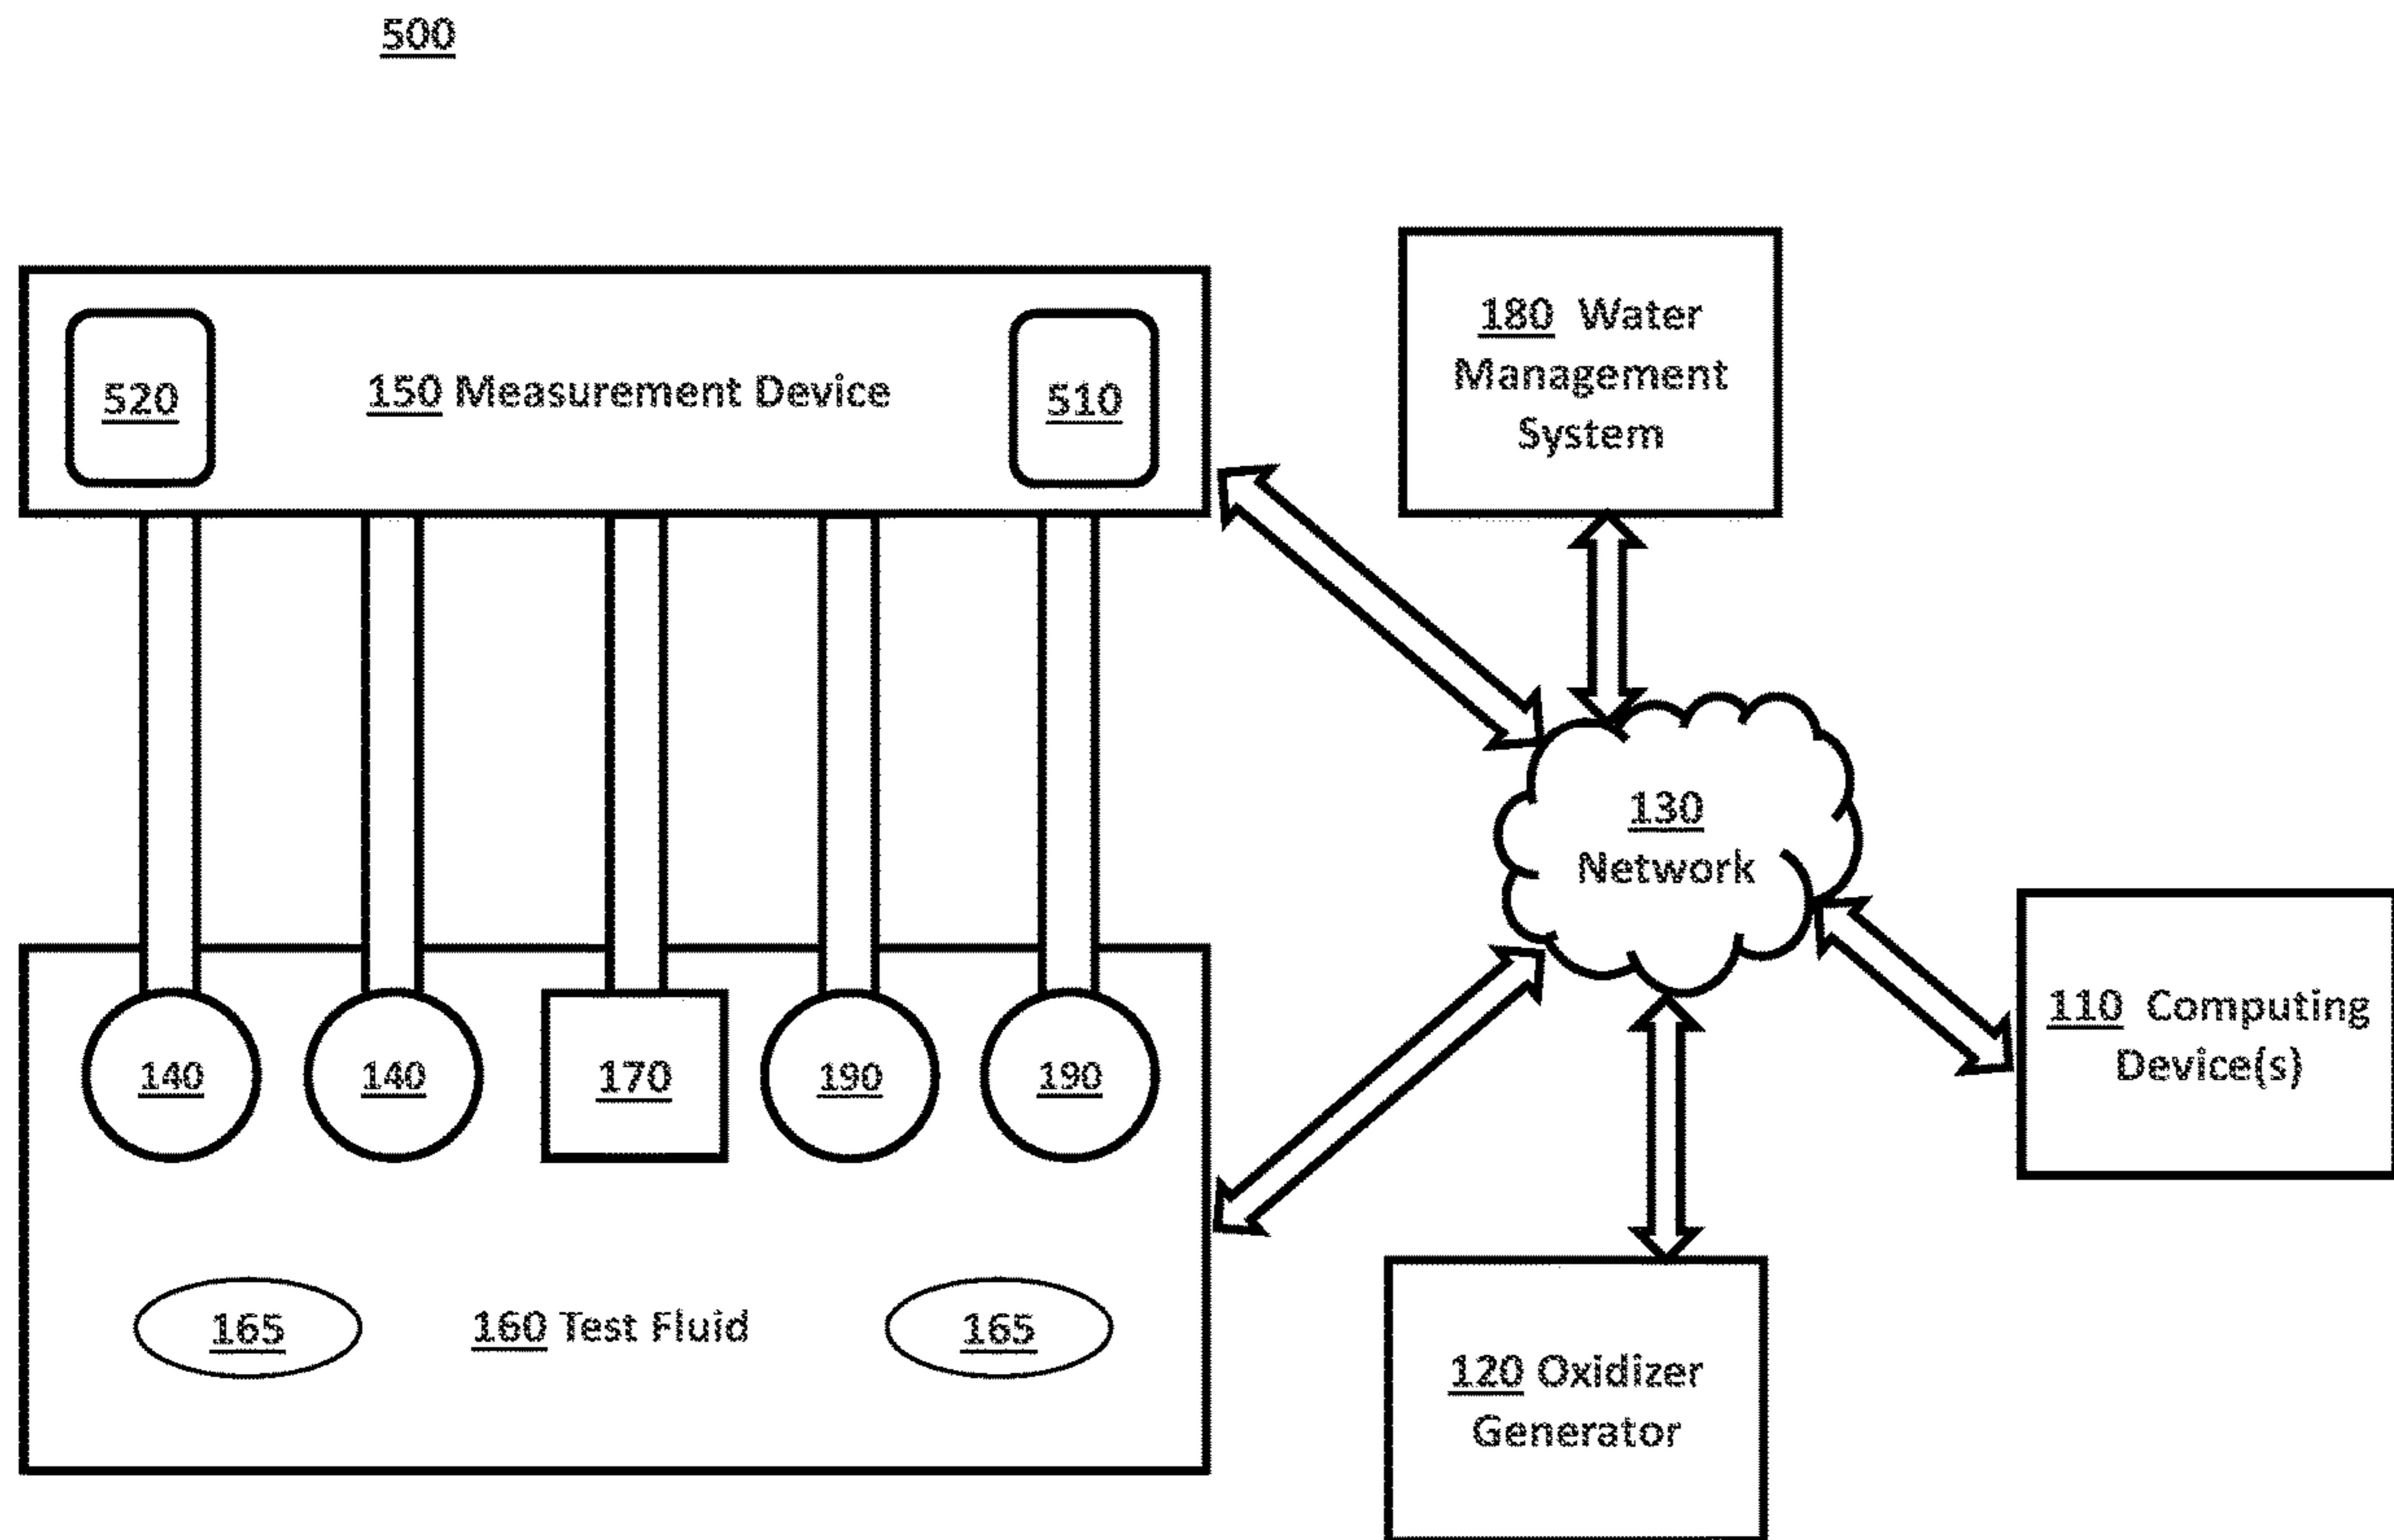 500
180 Water
Management
System
520
150 Measurement Device
510
130
Network
110 Computing
Device(s)
140
140
170
190
190
165
160 Test Fluid
165
120 Oxidizer
Generator